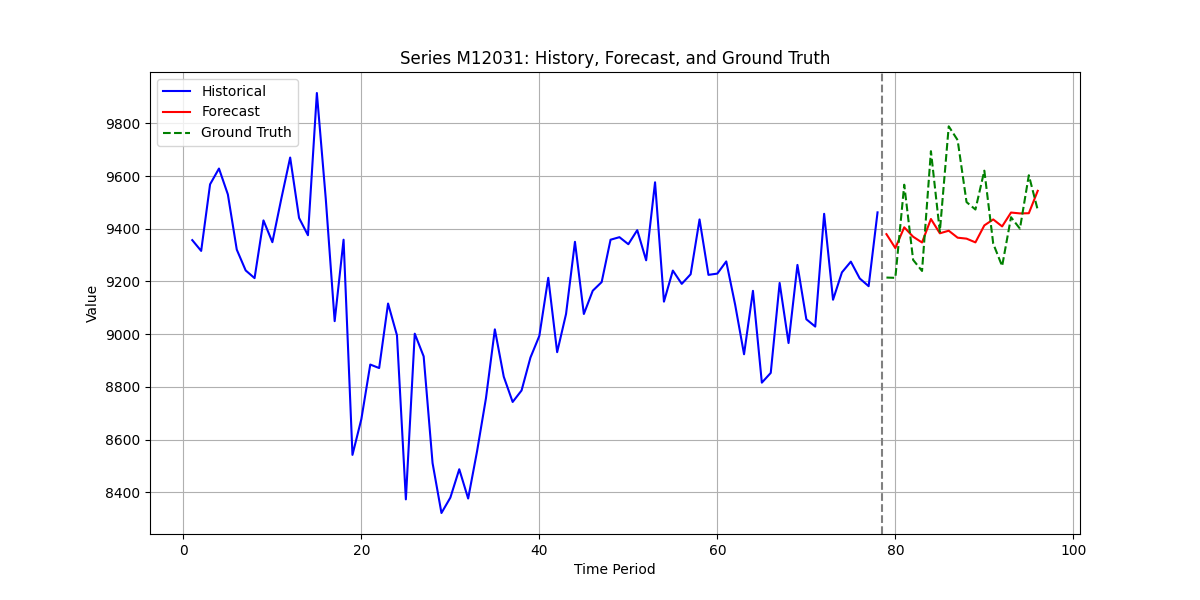 Series M12031: History, Forecast, and Ground Truth
Historical
Forecast
Ground Truth
Value
9800
9600
9400
9200
9000
8800
8600
8400
0 20 40 60 80 100
Time Period